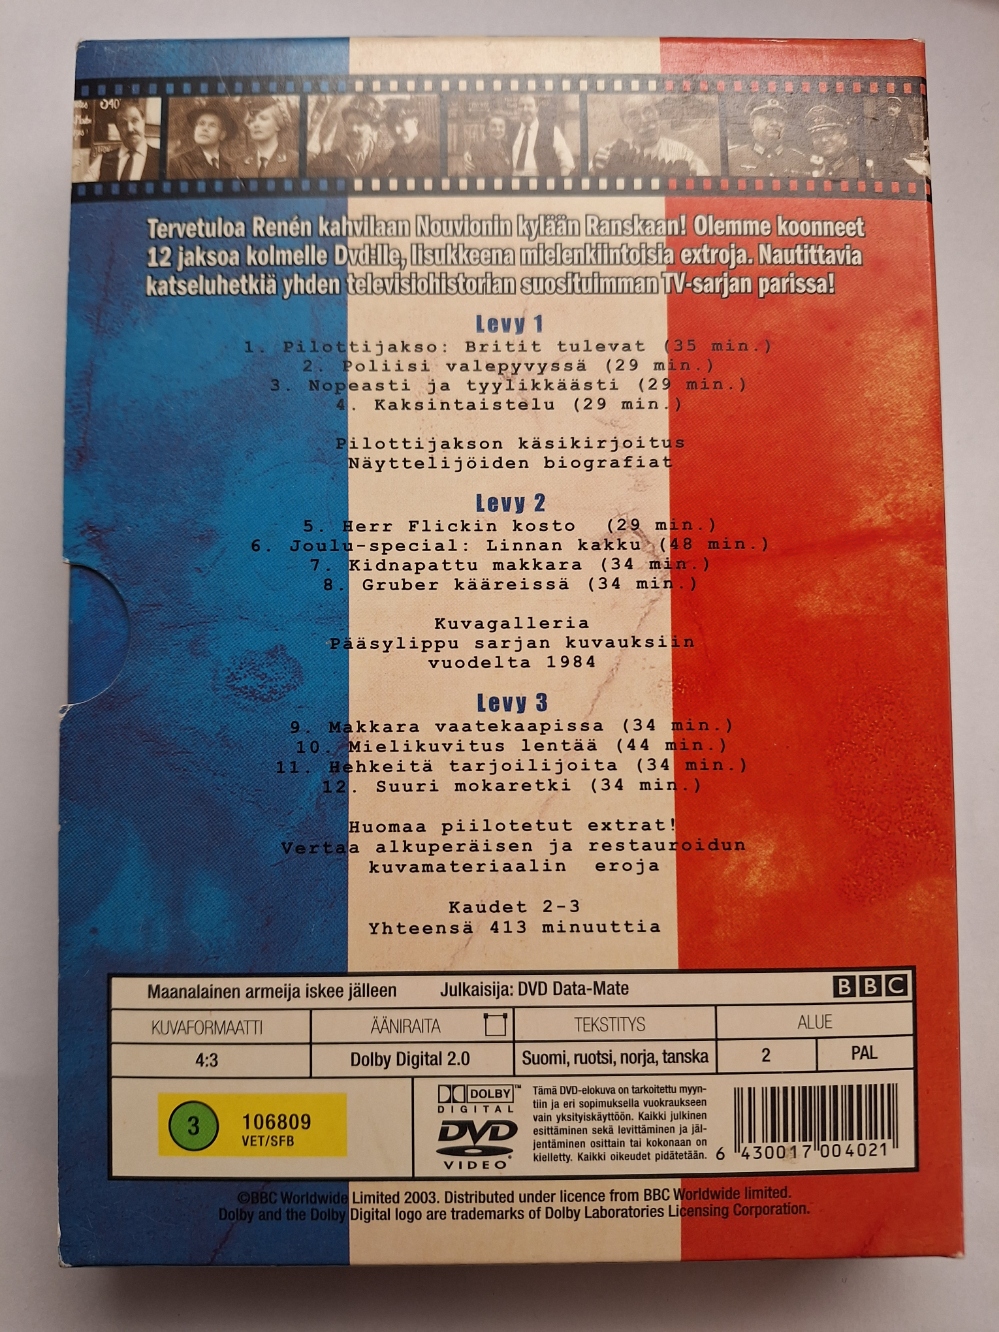 Tervetuloa Renén kahvilaan Nouvionin kylään Ranskaan! Olemme koonneet
12 jaksoa kolmelle Dvd:lle, lisukkeena mielenkiintoisia extroja. Nautittavia
katseluhetkiä yhden televisiohistorian suosituimman TV-sarjan parissa!
Levy 1
1. Pilottijakso: Britit tulevat (35 min.)
2. Poliisi valepyvyssä (29 min.)
3. Nopeasti ja tyylikkäästi (29 min.)
4. Kaksintaistelu (29 min.)
Pilottijakson käsikirjoitus
Näyttelijöiden biografiat
Levy 2
5. Herr Flickin kosto (29 min.)
6. Joulu-special: Linnan kakku (48 min.)
7. Kidnapattu makkara (34 min.)
8. Gruber kääreissä (34 min.)
Kuvagalleria
Pääsylippu sarjan kuvauksiin
vuodelta 1984
Levy 3
9. Makkara vaatekaapissa (34 min.)
10. Mielikuvitus lentää (44 min.)
11. Hehkeitä tarjoilijoita (34 min.)
12. Suuri mokaretki (34 min.)
Huomaa piilotetut extrat!
Vertaa alkuperäisen ja restauroidun
kuvamateriaalin eroja
Kaudet 2-3
Yhteensä 413 minuuttia
Maanalainen armeija iskee jälleen Julkaisija: DVD Data-Mate BBC
KUVAFORMAATTI ÄÄNIRAITA TEKSTITYS ALUE
4:3 Dolby Digital 2.0 Suomi, ruotsi, norja, tanska 2 PAL
3 106809
VET/SFB
DOLBY™
DIGITAL
DVD
VIDEO
Tämä DVD-elokuva on tarkoitettu myyn-
tiin ja eri sopimuksella vuokraukseen
vain yksityiskäyttöön. Kaikki julkinen
esittäminen sekä levittäminen ja jäl-
jentäminen osittain tai kokonaan on
kielletty. Kaikki oikeudet pidätetään.
6 430017 004021
©BBC Worldwide Limited 2003. Distributed under licence from BBC Worldwide limited.
Dolby and the Dolby Digital logo are trademarks of Dolby Laboratories Licensing Corporation.